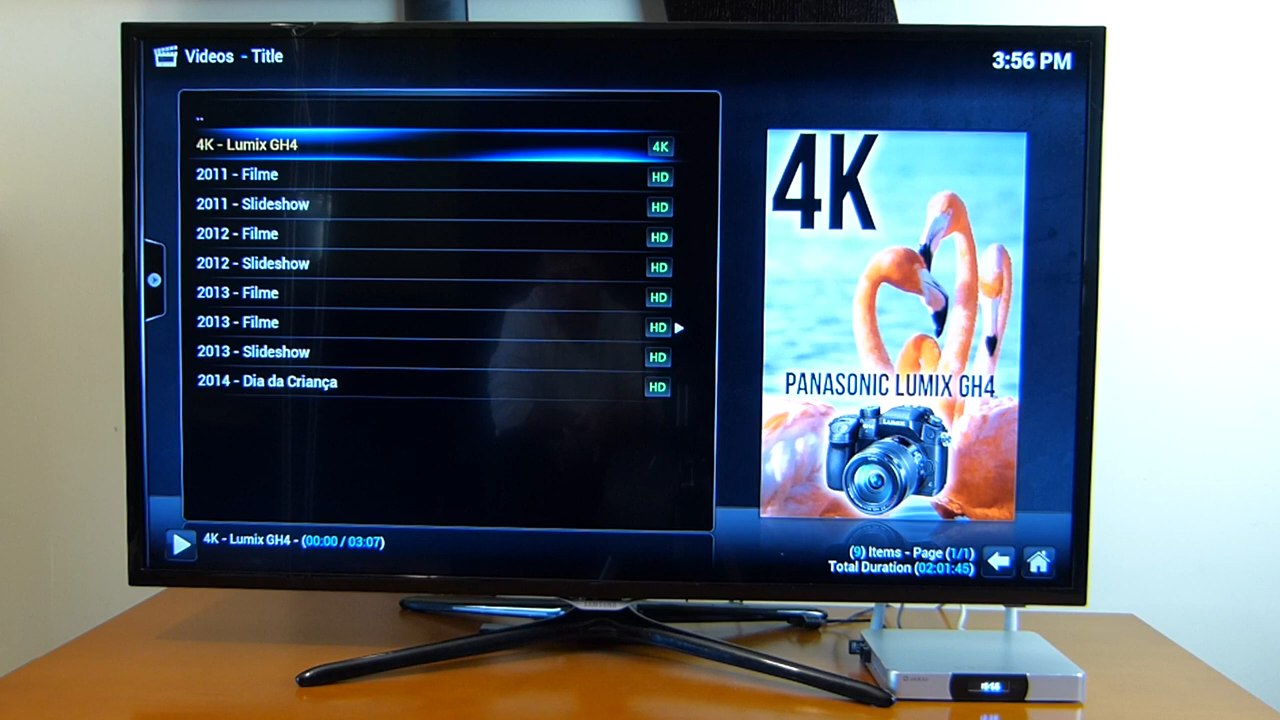 Videos - Title
3:56 PM
..
4K - Lumix GH4 4K
2011 - Filme HD
2011 - Slideshow HD
2012 - Filme HD
2012 - Slideshow HD
2013 - Filme HD
2013 - Filme HD
2013 - Slideshow HD
2014 - Dia da Criança HD
4K
PANASONIC LUMIX GH4
LUMIX
4K - Lumix GH4 - (00:00 / 03:07)
(9) Items - Page (1/1)
Total Duration (02:01:45)
SAMSUNG